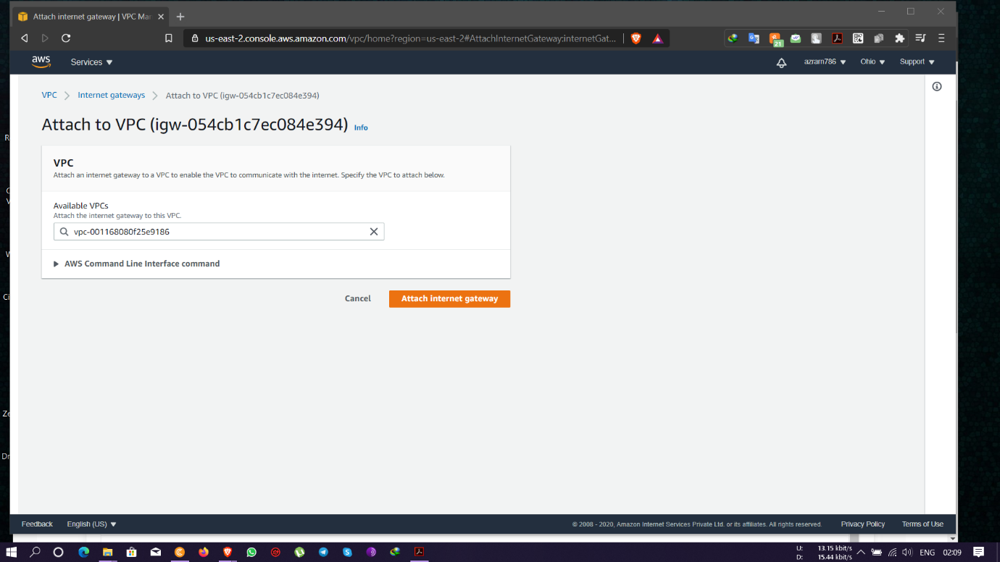 Attach internet gateway | VPC Mar
us-east-2.console.aws.amazon.com/vpc/home?region=us-east-2#AttachInternetGateway:internetGat...
21
aws
Services
azram786
Ohio
Support
VPC
Internet gateways
Attach to VPC (igw-054cb1c7ec084e394)
Attach to VPC (igw-054cb1c7ec084e394) Info
VPC
Attach an internet gateway to a VPC to enable the VPC to communicate with the internet. Specify the VPC to attach below.
Available VPCs
Attach the internet gateway to this VPC.
vpc-001168080f25e9186
AWS Command Line Interface command
Cancel
Attach internet gateway
R
Ci
Ze
Dr
Feedback
English (US)
© 2008 - 2020, Amazon Internet Services Private Ltd. or its affiliates. All rights reserved.
Privacy Policy
Terms of Use
U: 13.15 kbit/s
D: 15.44 kbit/s
ENG
02:09